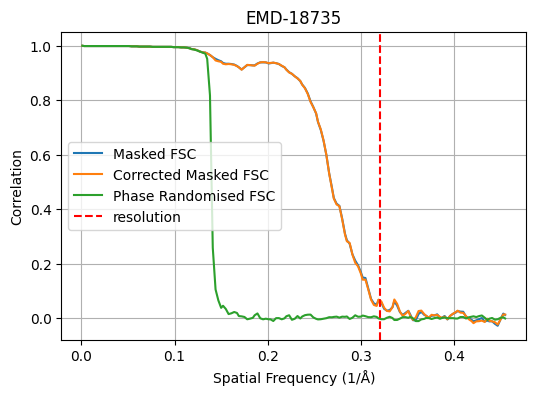 EMD-18735
1.0
0.8
0.6
0.4
0.2
0.0
Correlation
Masked FSC
Corrected Masked FSC
Phase Randomised FSC
resolution
0.0
0.1
0.2
0.3
0.4
Spatial Frequency (1/Å)